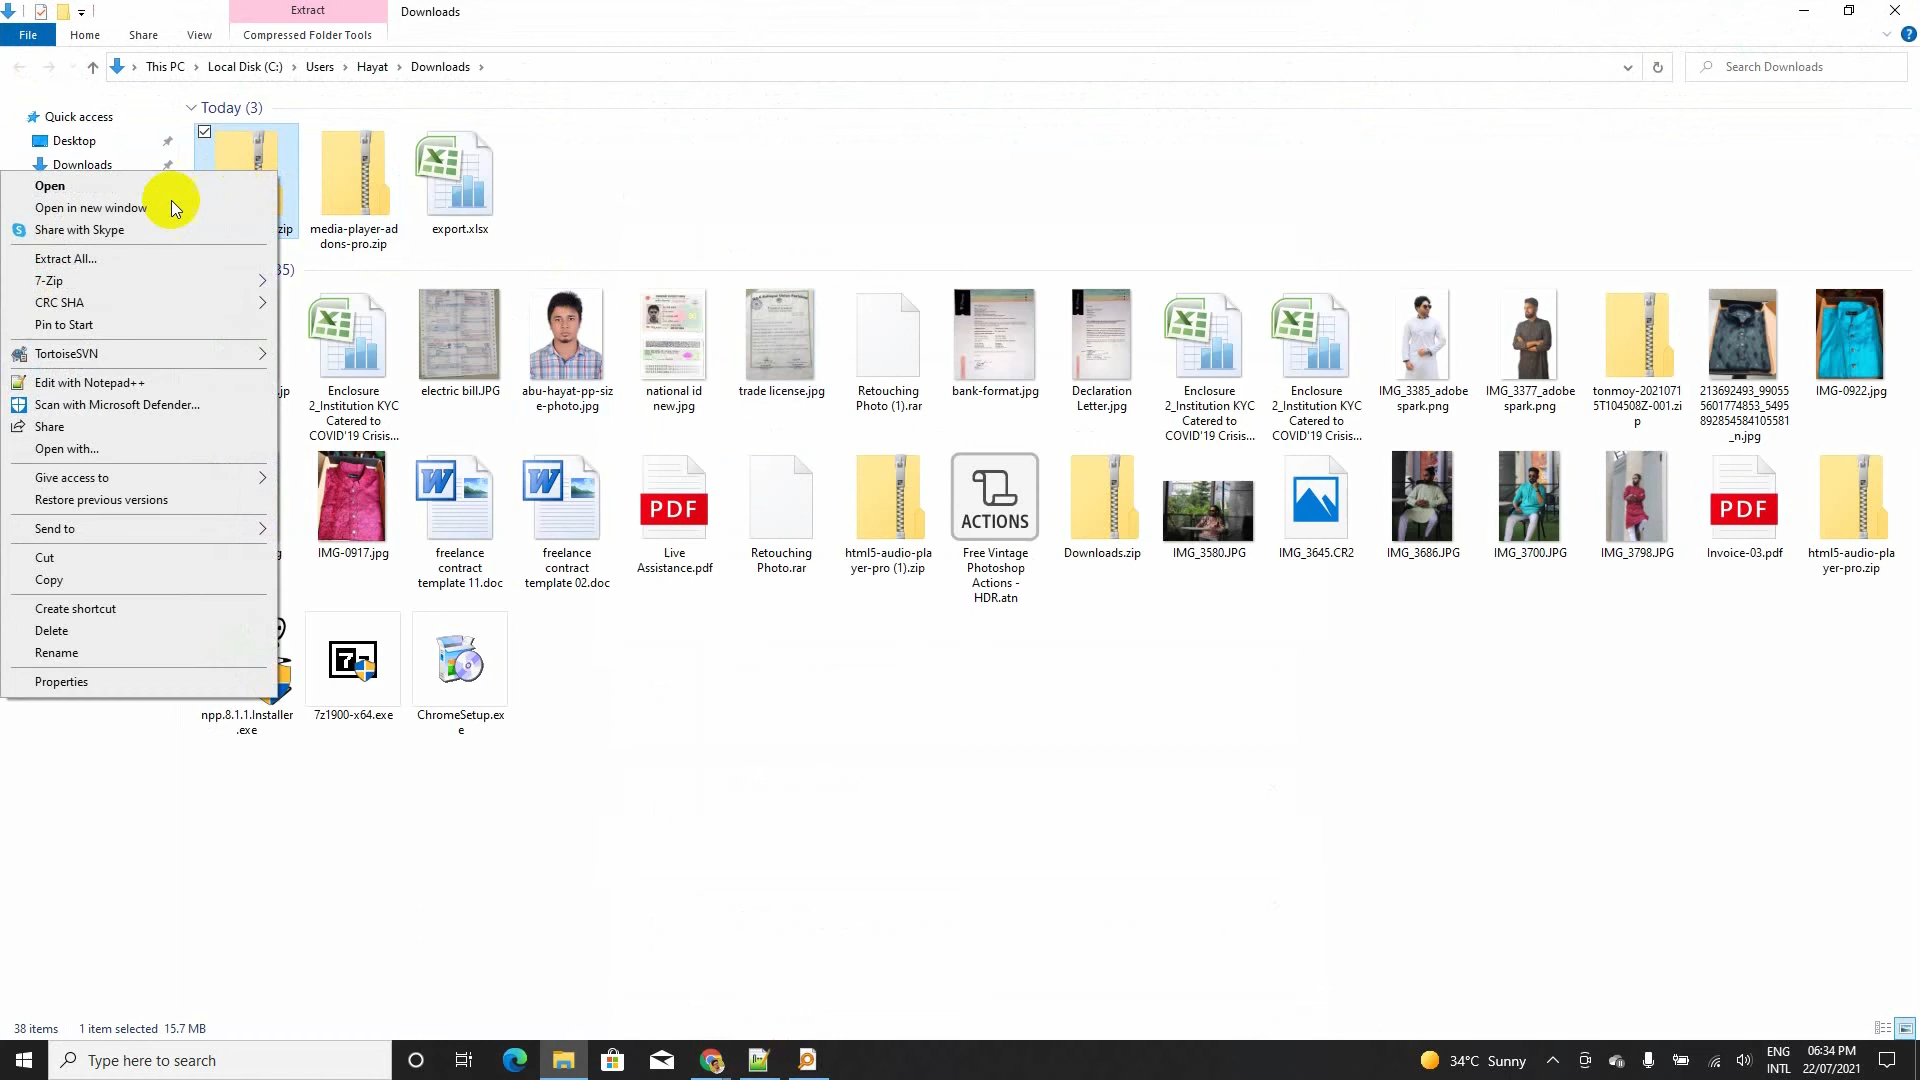 Extract
Downloads
File
Home
Share
View
Compressed Folder Tools
This PC
Local Disk (C:)
Users
Hayat
Downloads
Search Downloads
Quick access
Desktop
Downloads
Today (3)
zip
media-player-ad
dons-pro.zip
export.xlsx
Open
Open in new window
Share with Skype
Extract All...
7-Zip
CRC SHA
Pin to Start
TortoiseSVN
Edit with Notepad++
Scan with Microsoft Defender...
Share
Open with...
Give access to
Restore previous versions
Send to
Cut
Copy
Create shortcut
Delete
Rename
Properties
35)
jp
Enclosure
2_Institution KYC
Catered to
COVID'19 Crisis...
electric bill.JPG
abu-hayat-pp-siz
e-photo.jpg
national id
new.jpg
trade license.jpg
Retouching
Photo (1).rar
bank-format.jpg
Declaration
Letter.jpg
Enclosure
2_Institution KYC
Catered to
COVID'19 Crisis...
Enclosure
2_Institution KYC
Catered to
COVID'19 Crisis...
IMG_3385_adobe
spark.png
IMG_3377_adobe
spark.png
tonmoy-2021071
5T104508Z-001.zi
p
213692493_99055
5601774853_5495
892854584105581
_n.jpg
IMG-0922.jpg
g
IMG-0917.jpg
freelance
contract
template 11.doc
freelance
contract
template 02.doc
PDF
Live
Assistance.pdf
Retouching
Photo.rar
html5-audio-pla
yer-pro (1).zip
ACTIONS
Free Vintage
Photoshop
Actions -
HDR.atn
Downloads.zip
IMG_3580.JPG
IMG_3645.CR2
IMG_3686.JPG
IMG_3700.JPG
IMG_3798.JPG
PDF
Invoice-03.pdf
html5-audio-pla
yer-pro.zip
npp.8.1.1.Installer
.exe
7z1900-x64.exe
ChromeSetup.ex
e
38 items
1 item selected 15.7 MB
Type here to search
34°C Sunny
ENG
INTL
06:34 PM
22/07/2021